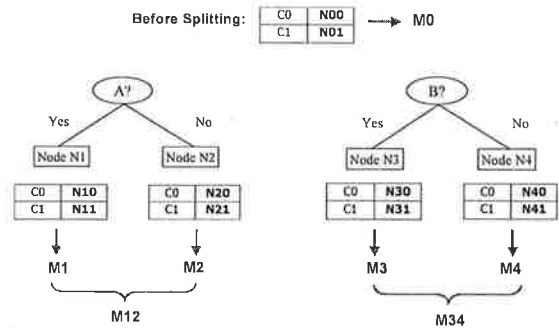 Before Splitting:
C0 N00
C1 N01
M0
A?
B?
Yes No
Yes No
Node N1 Node N2
Node N3 Node N4
C0 N10
C1 N11
C0 N20
C1 N21
C0 N30
C1 N31
C0 N40
C1 N41
M1 M2
M3 M4
M12
M34